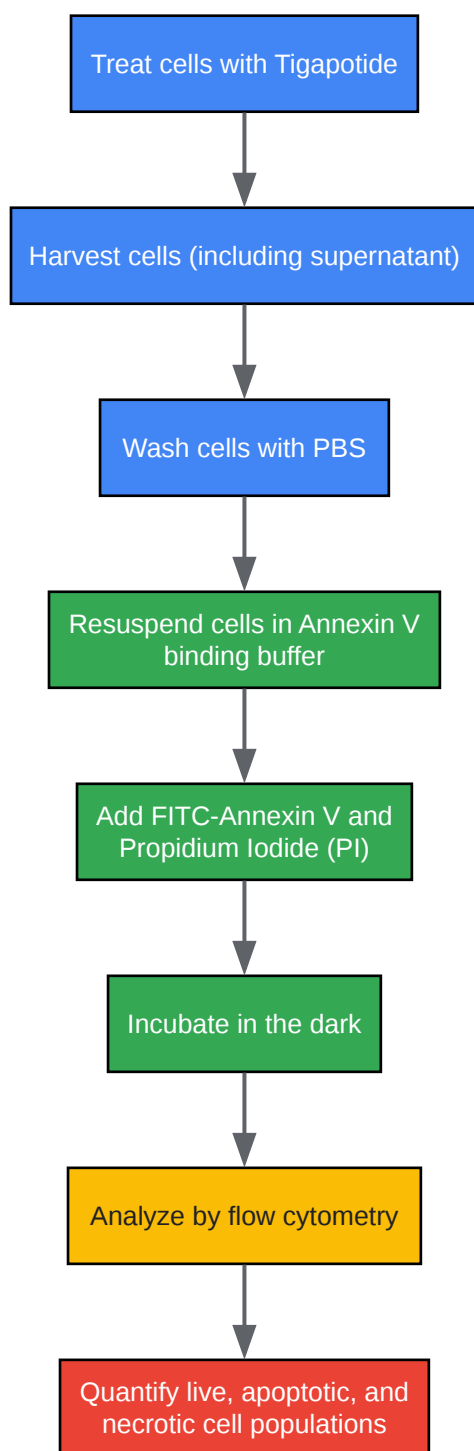 Treat cells with Tigapotide
Harvest cells (including supernatant)
Wash cells with PBS
Resuspend cells in Annexin V
binding buffer
Add FITC-Annexin V and
Propidium Iodide (PI)
Incubate in the dark
Analyze by flow cytometry
Quantify live, apoptotic, and
necrotic cell populations